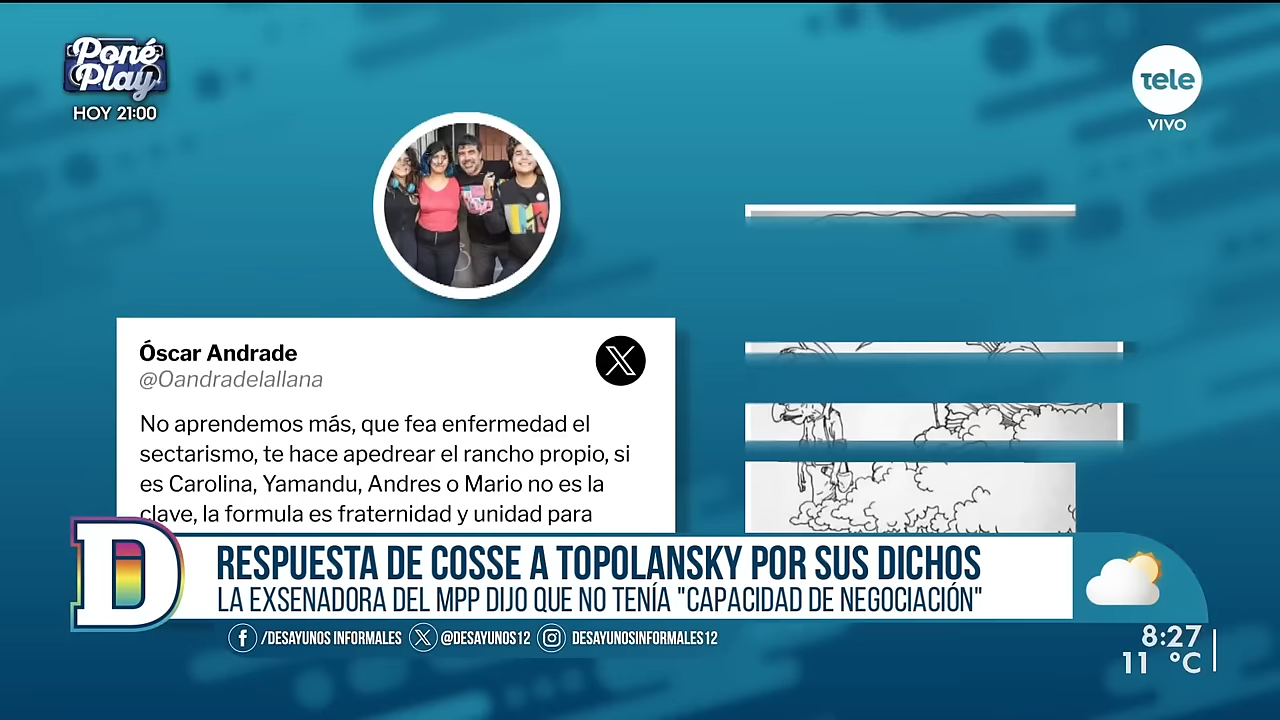 Poné
Play
HOY 21:00
tele
VIVO
Óscar Andrade
@Oandradelallana
No aprendemos más, que fea enfermedad el
sectarismo, te hace apedrear el rancho propio, si
es Carolina, Yamandu, Andres o Mario no es la
clave, la formula es fraternidad y unidad para
D
RESPUESTA DE COSSE A TOPOLANSKY POR SUS DICHOS
LA EXSENADORA DEL MPP DIJO QUE NO TENÍA "CAPACIDAD DE NEGOCIACIÓN"
/DESAYUNOS INFORMALES @DESAYUNOS12 DESAYUNOSINFORMALES12
8:27
11 °C